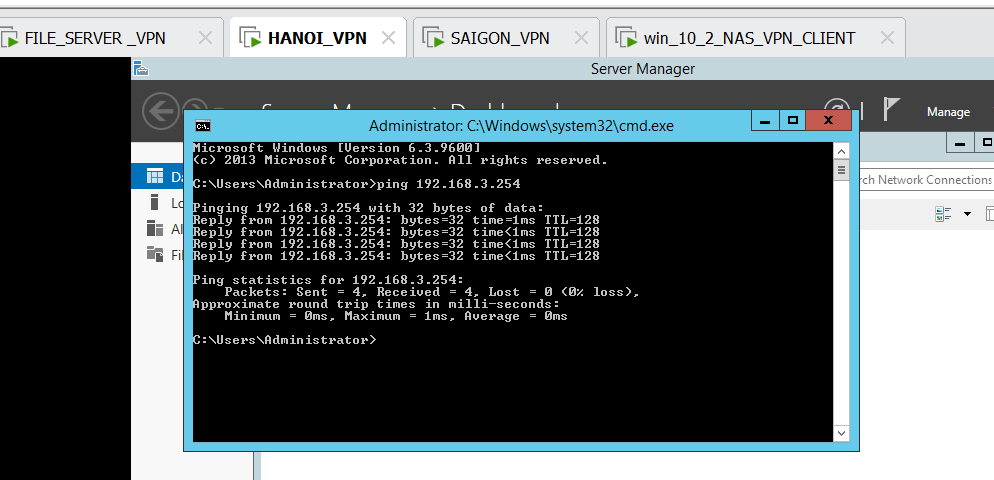 FILE_SERVER _VPN
HANOI_VPN
SAIGON_VPN
win_10_2_NAS_VPN_CLIENT
Server Manager
Manage
Administrator: C:\Windows\system32\cmd.exe
Microsoft Windows [Version 6.3.9600]
(c) 2013 Microsoft Corporation. All rights reserved.
C:\Users\Administrator>ping 192.168.3.254
Pinging 192.168.3.254 with 32 bytes of data:
Reply from 192.168.3.254: bytes=32 time=1ms TTL=128
Reply from 192.168.3.254: bytes=32 time<1ms TTL=128
Reply from 192.168.3.254: bytes=32 time<1ms TTL=128
Reply from 192.168.3.254: bytes=32 time<1ms TTL=128
Ping statistics for 192.168.3.254:
Packets: Sent = 4, Received = 4, Lost = 0 (0% loss),
Approximate round trip times in milli-seconds:
Minimum = 0ms, Maximum = 1ms, Average = 0ms
C:\Users\Administrator>
rch Network Connections
Da
Lo
Al
Fil